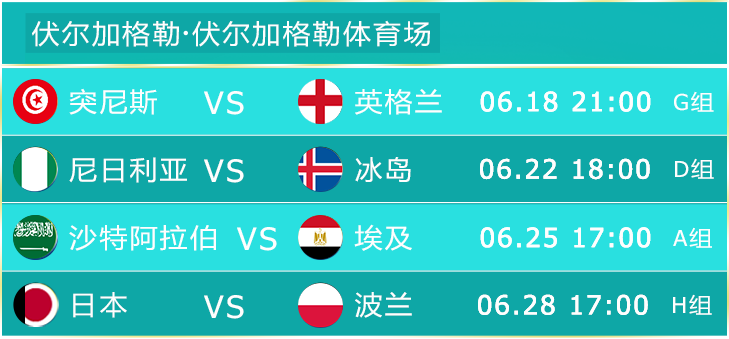 伏尔加格勒·伏尔加格勒体育场
突尼斯 VS 英格兰 06.18 21:00 G组
尼日利亚 VS 冰岛 06.22 18:00 D组
沙特阿拉伯 VS 埃及 06.25 17:00 A组
日本 VS 波兰 06.28 17:00 H组